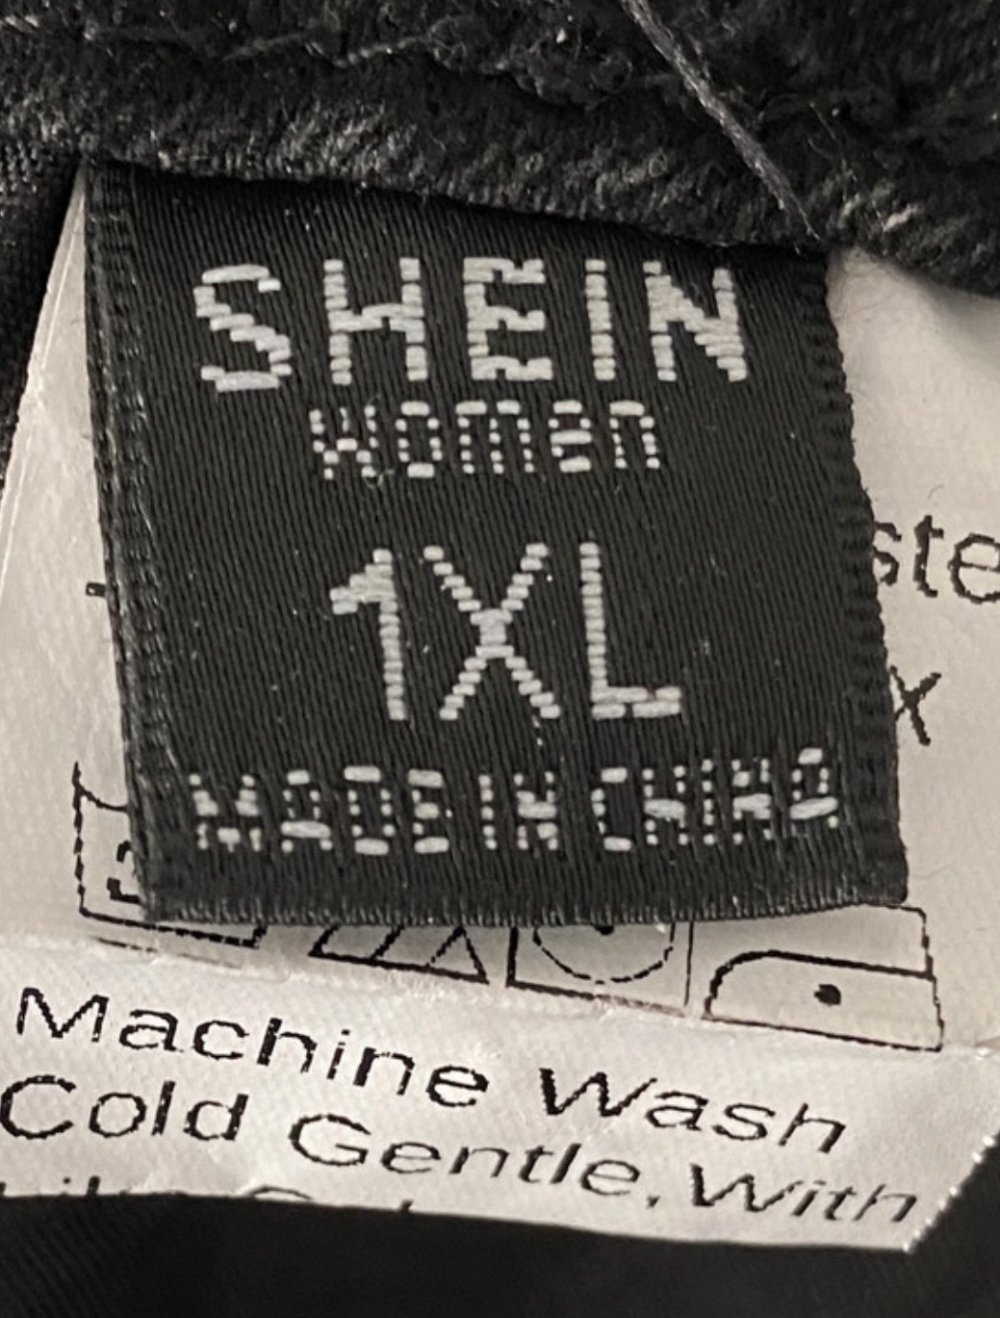 SHEIN
Women
1XL
MADE IN CHINA
Machine Wash
Cold Gentle, With